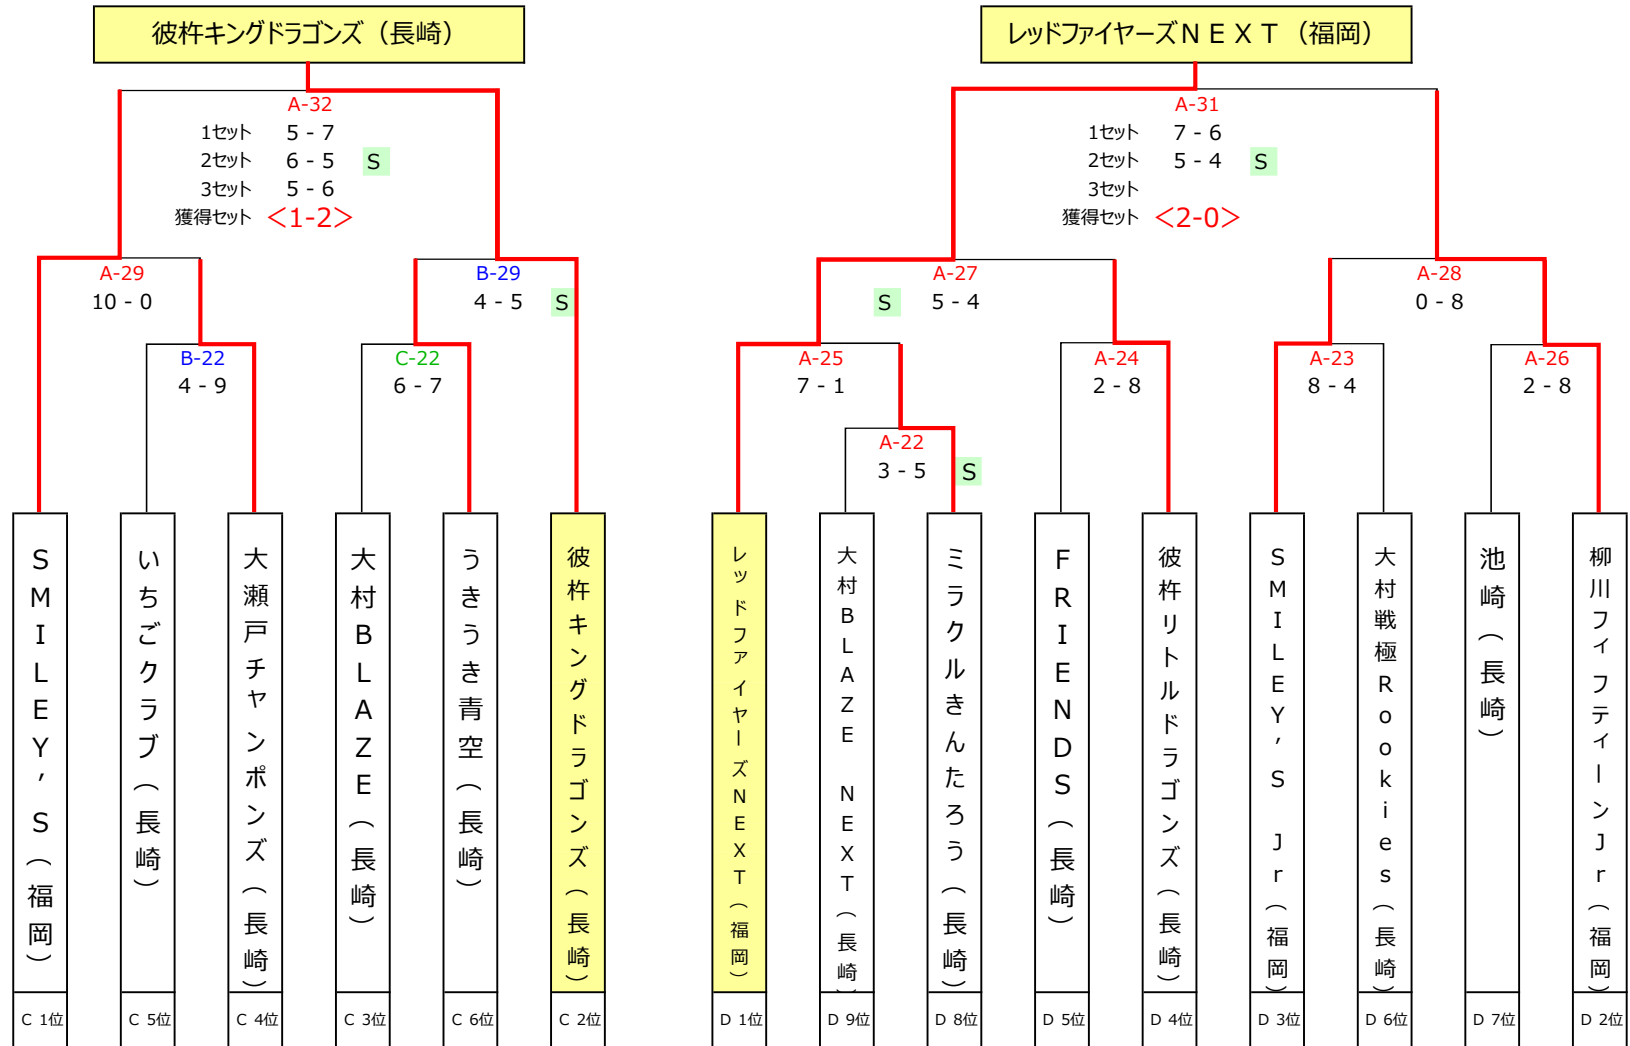 彼杵キングドラゴンズ（長崎）
レッドファイヤーズＮＥＸＴ（福岡）
A-32
1セット 5 - 7
2セット 6 - 5 S
3セット 5 - 6
獲得セット <1-2>
A-31
1セット 7 - 6
2セット 5 - 4 S
3セット
獲得セット <2-0>
A-29
10 - 0
B-29
4 - 5 S
A-27
S 5 - 4
A-28
0 - 8
B-22
4 - 9
C-22
6 - 7
A-25
7 - 1
A-24
2 - 8
A-23
8 - 4
A-26
2 - 8
A-22
3 - 5 S
ＳＭＩＬＥＹ’Ｓ（福岡）
いちごクラブ（長崎）
大瀬戸チャンポンズ（長崎）
大村ＢＬＡＺＥ（長崎）
うきうき青空（長崎）
彼杵キングドラゴンズ（長崎）
レッドファイヤーズＮＥＸＴ（福岡）
大村ＢＬＡＺＥ　ＮＥＸＴ（長崎）
ミラクルきんたろう（長崎）
ＦＲＩＥＮＤＳ（長崎）
彼杵リトルドラゴンズ（長崎）
ＳＭＩＬＥＹ’Ｓ　Ｊｒ（福岡）
大村戦極Ｒｏｏｋｉｅｓ（長崎）
池崎（長崎）
柳川フィフティーンＪｒ（福岡）
C 1位
C 5位
C 4位
C 3位
C 6位
C 2位
D 1位
D 9位
D 8位
D 5位
D 4位
D 3位
D 6位
D 7位
D 2位